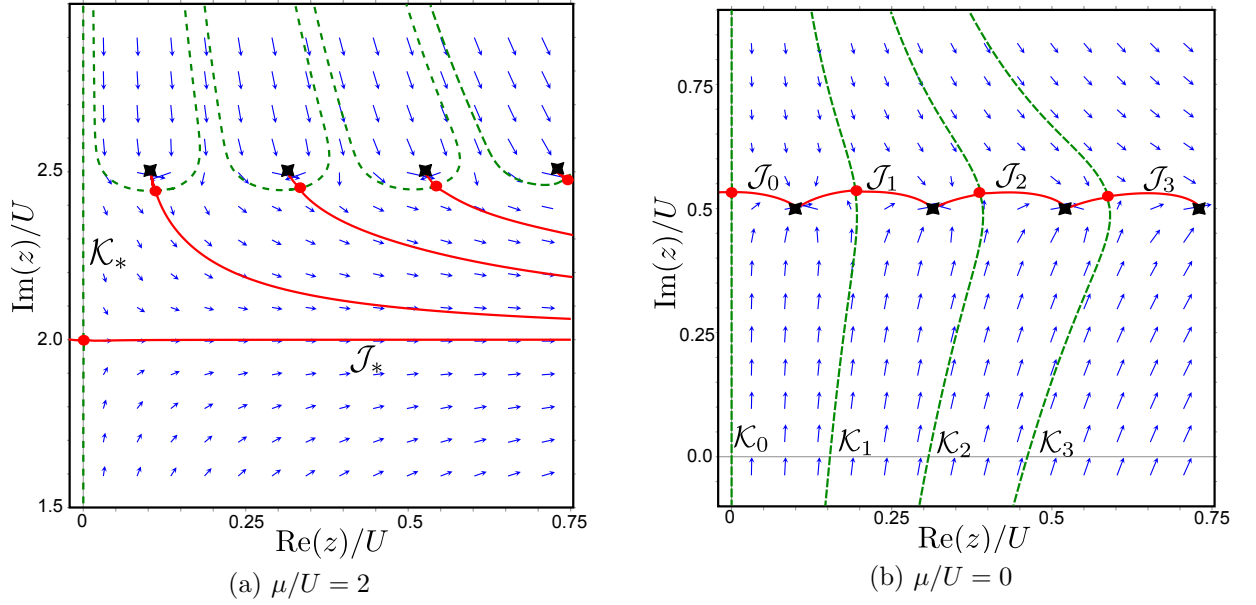 Im(z)/U
2.5
2.0
1.5
𝒦∗
𝒥∗
0
0.25
0.5
0.75
Re(z)/U
(a) μ/U = 2
Im(z)/U
0.75
0.5
0.25
0.0
𝒥₀
𝒥₁
𝒥₂
𝒥₃
𝒦₀
𝒦₁
𝒦₂
𝒦₃
0
0.25
0.5
0.75
Re(z)/U
(b) μ/U = 0